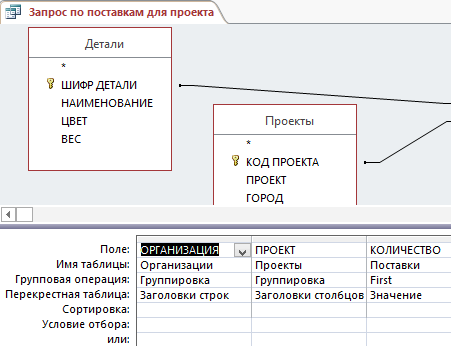 Запрос по поставкам для проекта
Детали
*
ШИФР ДЕТАЛИ
НАИМЕНОВАНИЕ
ЦВЕТ
ВЕС
Проекты
*
КОД ПРОЕКТА
ПРОЕКТ
ГОРОД
Поле: ОРГАНИЗАЦИЯ ПРОЕКТ КОЛИЧЕСТВО
Имя таблицы: Организации Проекты Поставки
Групповая операция: Группировка Группировка First
Перекрестная таблица: Заголовки строк Заголовки столбцов Значение
Сортировка:
Условие отбора:
или: